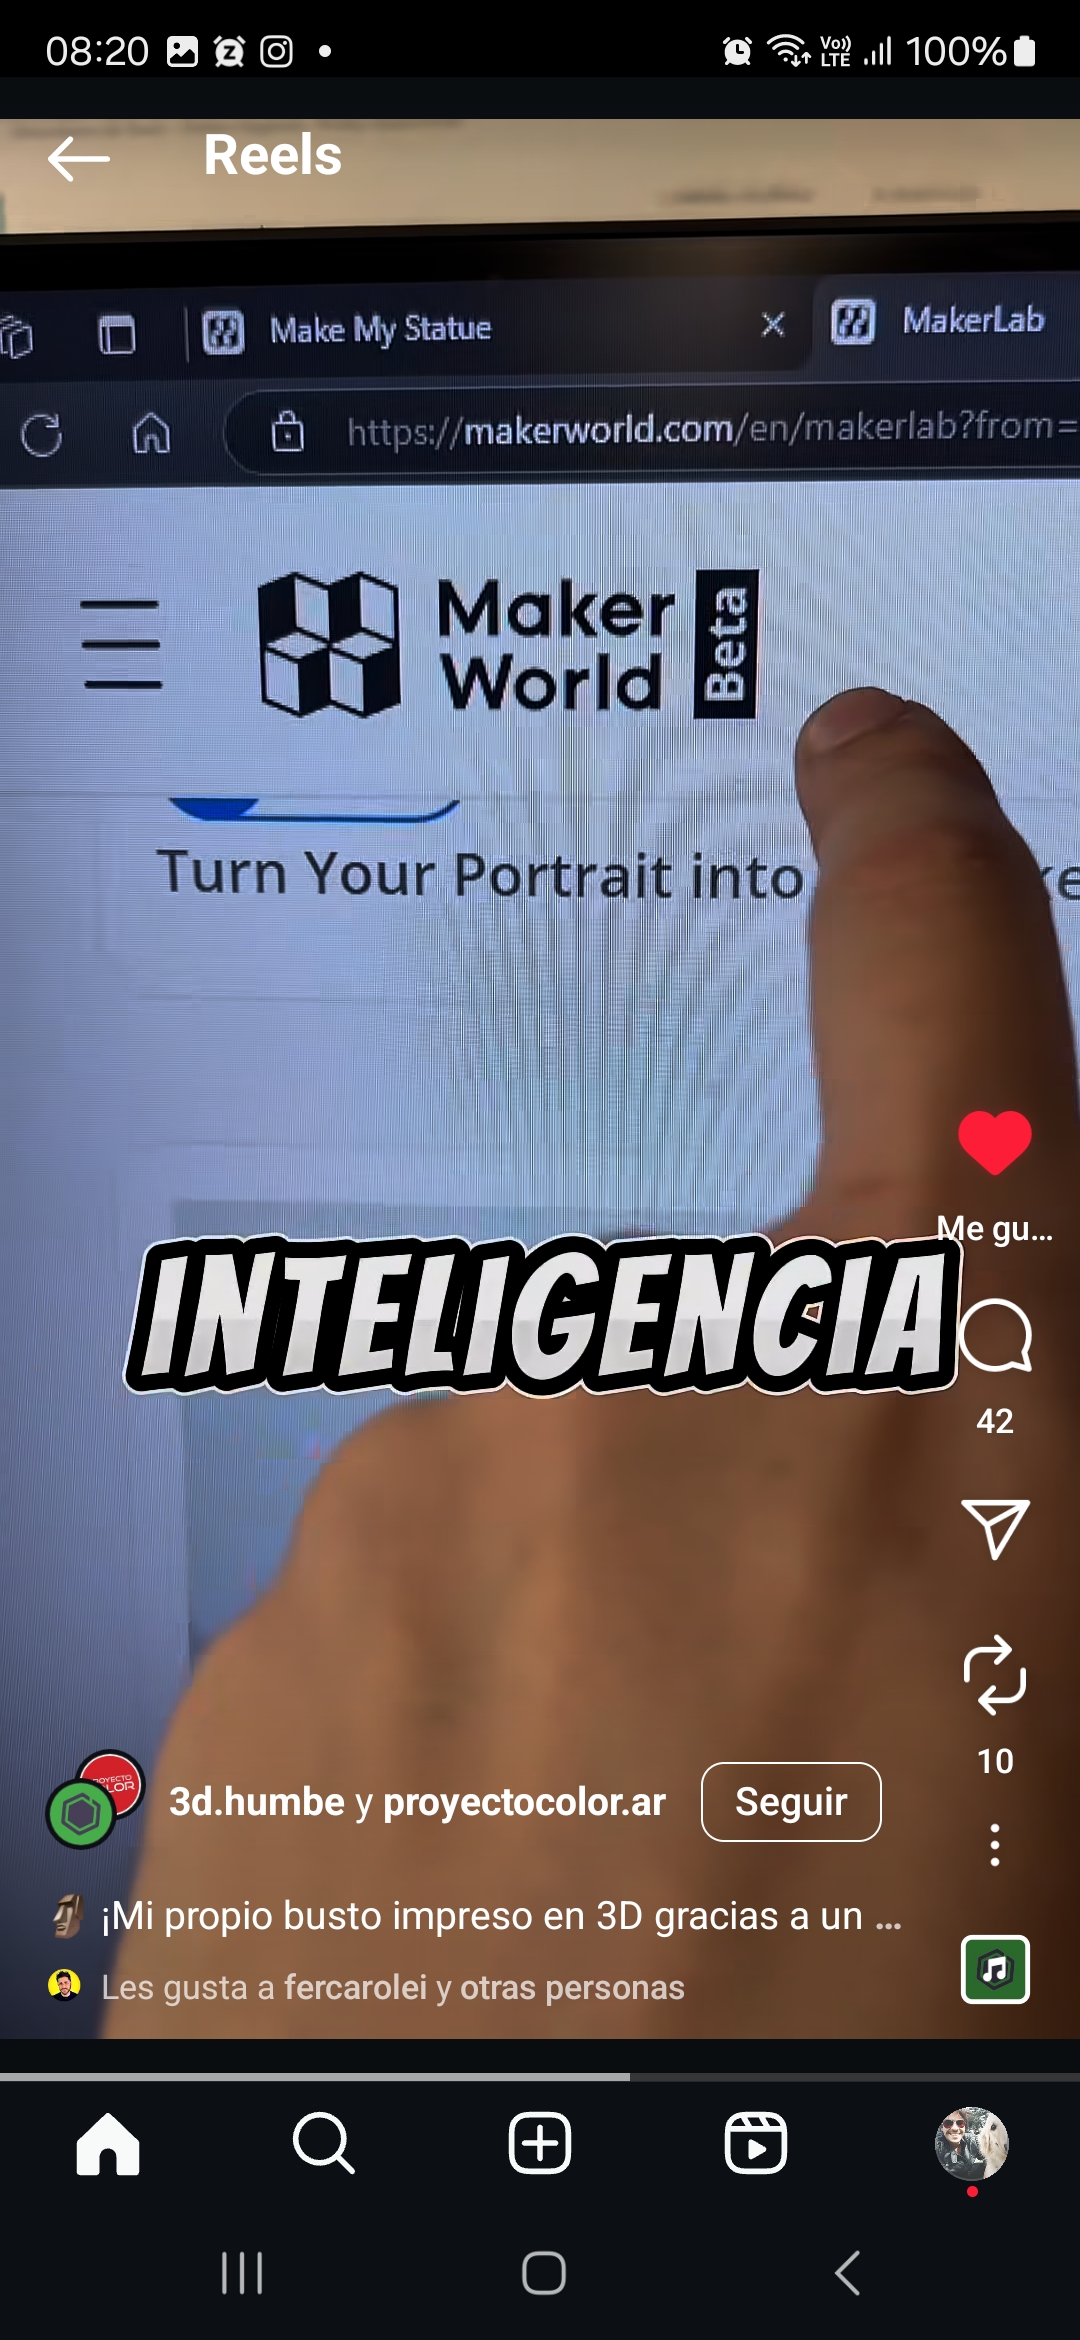 08:20
Vo))
LTE
100%
Reels
Make My Statue
MakerLab
https://makerworld.com/en/makerlab?from=
Maker
World
Beta
Turn Your Portrait into
Me gu...
INTELIGENCIA
42
10
3d.humbe y proyectocolor.ar
Seguir
¡Mi propio busto impreso en 3D gracias a un ...
Les gusta a fercarolei y otras personas